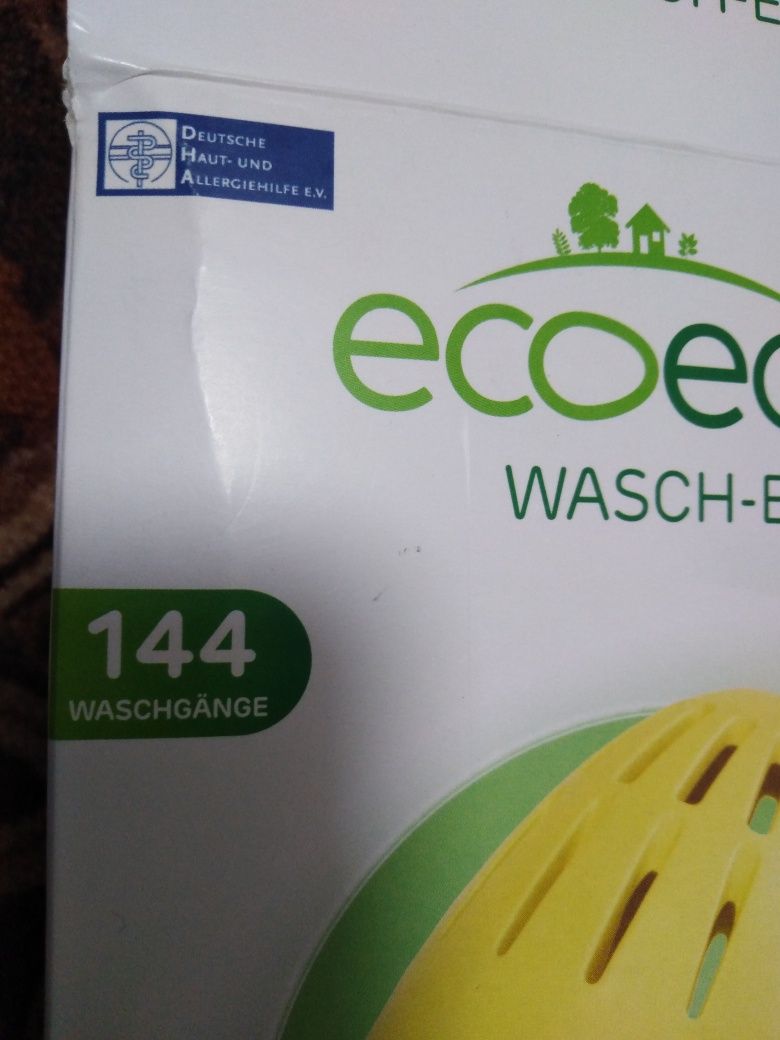 DEUTSCHE
HAUT- UND
ALLERGIEHILFE E.V.
ecoe
WASCH-E
144
WASCHGÄNGE